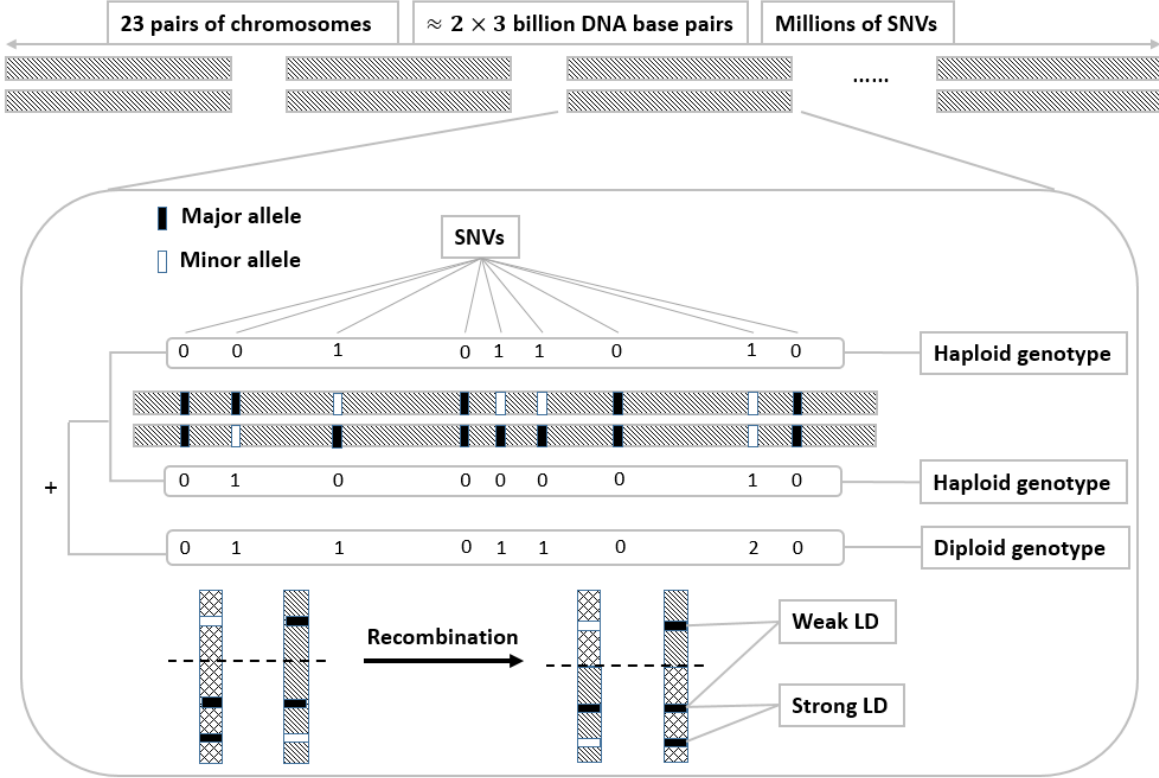 23 pairs of chromosomes
≈ 2 × 3 billion DNA base pairs
Millions of SNVs
......
Major allele
Minor allele
SNVs
0 0 1 0 1 1 0 1 0
Haploid genotype
+
0 1 0 0 0 0 0 1 0
Haploid genotype
0 1 1 0 1 1 0 2 0
Diploid genotype
Recombination
Weak LD
Strong LD